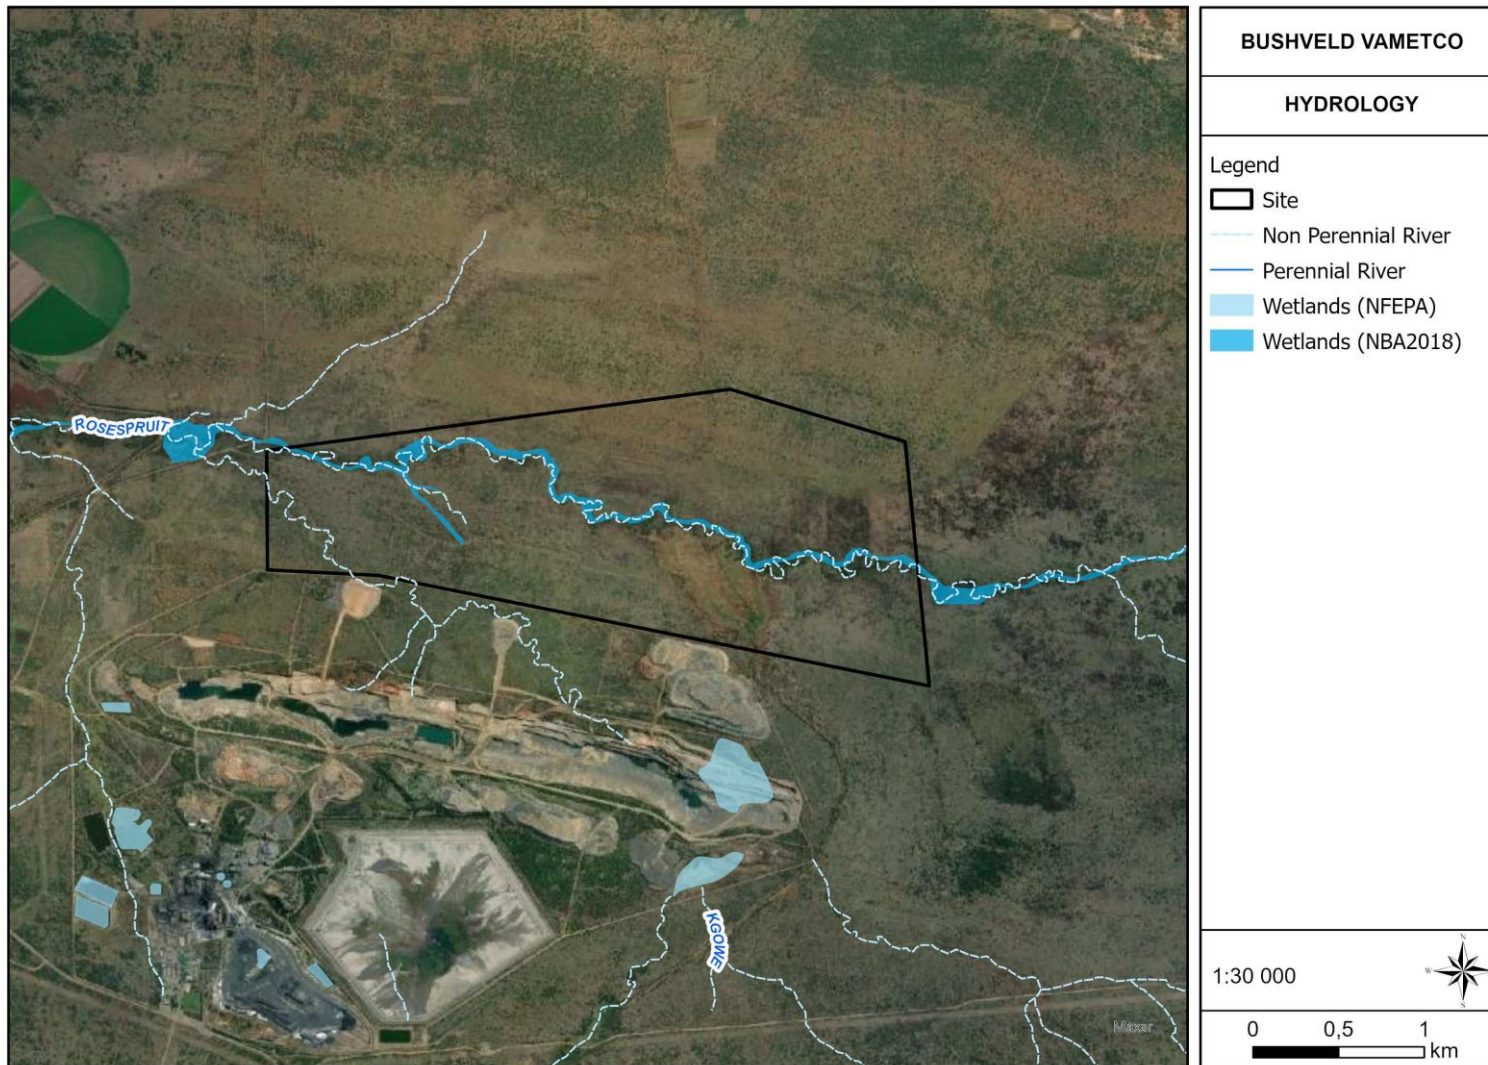 BUSHVELD VAMETCO
HYDROLOGY
Legend
Site
Non Perennial River
Perennial River
Wetlands (NFEPA)
Wetlands (NBA2018)
ROSESPRUIT
KGOWE
Maxar
1:30 000
N
W
S
0 0,5 1
km